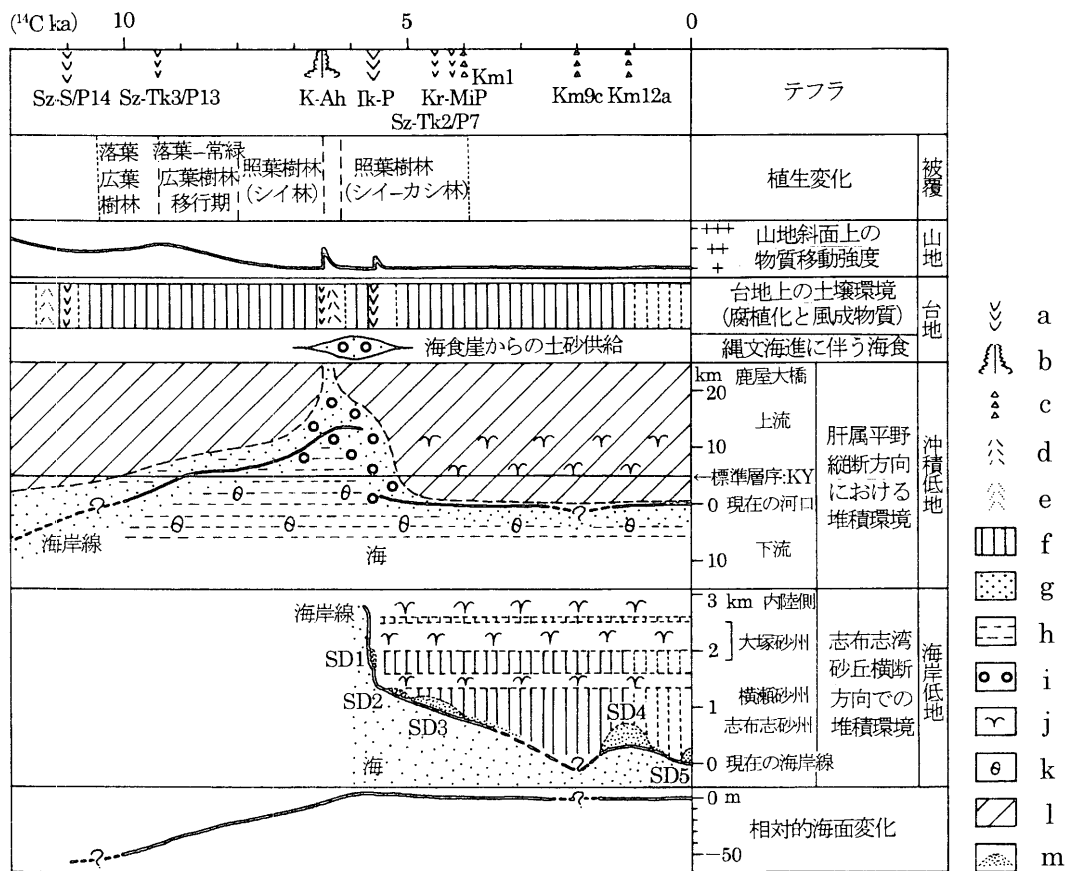 (¹⁴C ka) 10 5 0
Sz-S/P14 Sz-Tk3/P13 K-Ah Ik-P Kr-MiP Km1 Km9c Km12a
Sz-Tk2/P7
テフラ
落葉 広葉 樹林
落葉–常緑 広葉樹林 移行期
照葉樹林 (シイ林)
照葉樹林 (シイーカシ林)
植生変化
被覆
+++
++
+
山地斜面上の
物質移動強度
山地
台地上の土壌環境
(腐植化と風成物質)
台地
海食崖からの土砂供給
縄文海進に伴う海食
km 鹿屋大橋
20
上流
10
←標準層序:KY
0 現在の河口
下流
10
海岸線
海
肝属平野
縦断方向
における
堆積環境
沖積低地
海岸線
3 km 内陸側
大塚砂州
2
横瀬砂州
1
志布志砂州
0 現在の海岸線
SD1
SD2
SD3
SD4
SD5
海
志布志湾
砂丘横断
方向での
堆積環境
海岸低地
0 m
−50
相対的海面変化
?
?
?
?
?
a
b
c
d
e
f
g
h
i
j
k
l
m